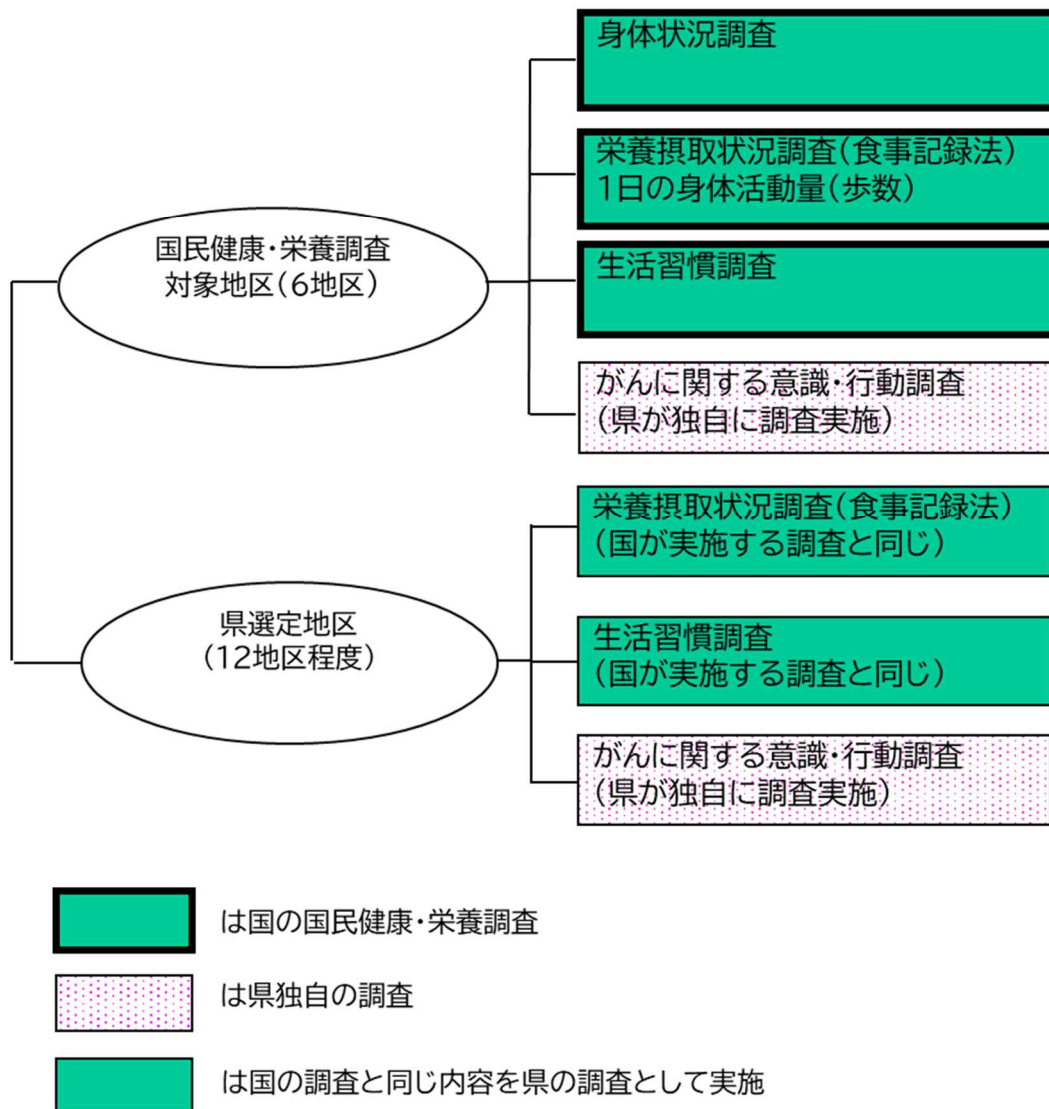 身体状況調査
栄養摂取状況調査(食事記録法)
1日の身体活動量(歩数)
国民健康・栄養調査
対象地区(6地区)
生活習慣調査
がんに関する意識・行動調査
(県が独自に調査実施)
栄養摂取状況調査(食事記録法)
(国が実施する調査と同じ)
県選定地区
(12地区程度)
生活習慣調査
(国が実施する調査と同じ)
がんに関する意識・行動調査
(県が独自に調査実施)
は国の国民健康・栄養調査
は県独自の調査
は国の調査と同じ内容を県の調査として実施